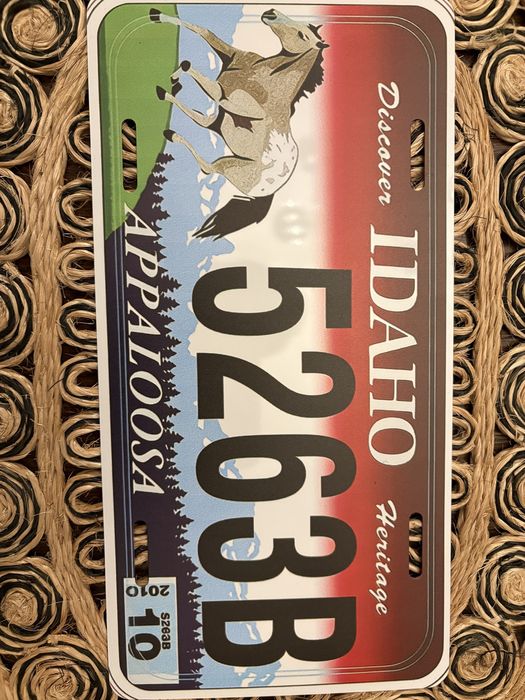 Discover IDAHO Heritage
5263B
APPALOOSA
2010
S263B
10